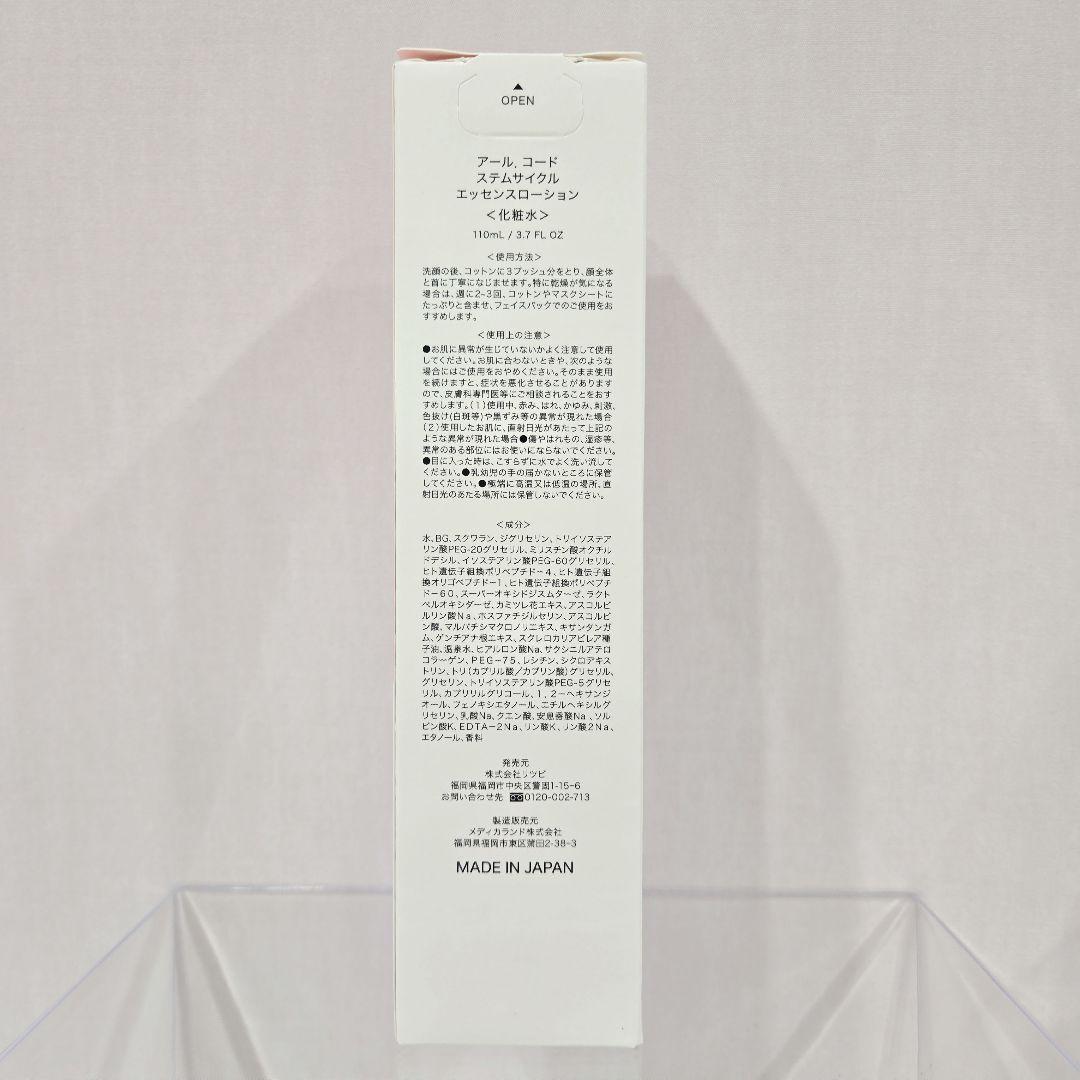 OPEN
アール. コード
ステムサイクル
エッセンスローション
＜化粧水＞
110mL / 3.7 FL OZ
＜使用方法＞
洗顔の後、コットンに3プッシュ分をとり、顔全体
と首に丁寧になじませます。特に乾燥が気になる
場合は、週に2~3回、コットンやマスクシートに
たっぷりと含ませ、フェイスパックでのご使用をお
すすめします。
＜使用上の注意＞
●お肌に異常が生じていないかよく注意して使用
してください。お肌に合わないときや、次のような
場合にはご使用をおやめください。そのまま使用
を続けますと、症状を悪化させることがあります
ので、皮膚科専門医等にご相談されることをおす
すめします。（1）使用中、赤み、はれ、かゆみ、刺激、
色抜け(白斑等)や黒ずみ等の異常が現れた場合
（2）使用したお肌に、直射日光があたって上記の
ような異常が現れた場合●傷やはれもの、湿疹等、
異常のある部位にはお使いにならないでください。
●目に入った時は、こすらずに水でよく洗い流して
ください。●乳幼児の手の届かないところに保管
してください。●極端に高温又は低温の場所、直
射日光のあたる場所には保管しないでください。
＜成分＞
水、BG、スクワラン、ジグリセリン、トリイソステア
リン酸PEG-20グリセリル、ミリスチン酸オクチル
ドデシル、イソステアリン酸PEG-60グリセリル、
ヒト遺伝子組換ポリペプチド-4、ヒト遺伝子組
換オリゴペプチド-1、ヒト遺伝子組換ポリペプチ
ド-60、スーパーオキシドジスムターゼ、ラクト
ペルオキシダーゼ、カミツレ花エキス、アスコルビ
ルリン酸Na、ホスファチジルセリン、アスコルビ
ン酸、マルバチシマクロノリエキス、キサンタンガ
ム、ゲンチアナ根エキス、スクレロカリアビレア種
子油、温泉水、ヒアルロン酸Na、サクシニルアテロ
コラーゲン、PEG-75、レシチン、シクロデキス
トリン、トリ(カプリル酸／カプリン酸)グリセリル、
グリセリン、トリイソステアリン酸PEG-5グリセ
リル、カプリリルグリコール、1，2-ヘキサンジ
オール、フェノキシエタノール、エチルヘキシルグ
リセリン、乳酸Na、クエン酸、安息香酸Na、ソル
ビン酸K、EDTA-2Na、リン酸K、リン酸2Na、
エタノール、香料
発売元
株式会社リツビ
福岡県福岡市中央区警固1-15-6
お問い合わせ先 0120-002-713
製造販売元
メディカランド株式会社
福岡県福岡市東区蒲田2-38-3
MADE IN JAPAN